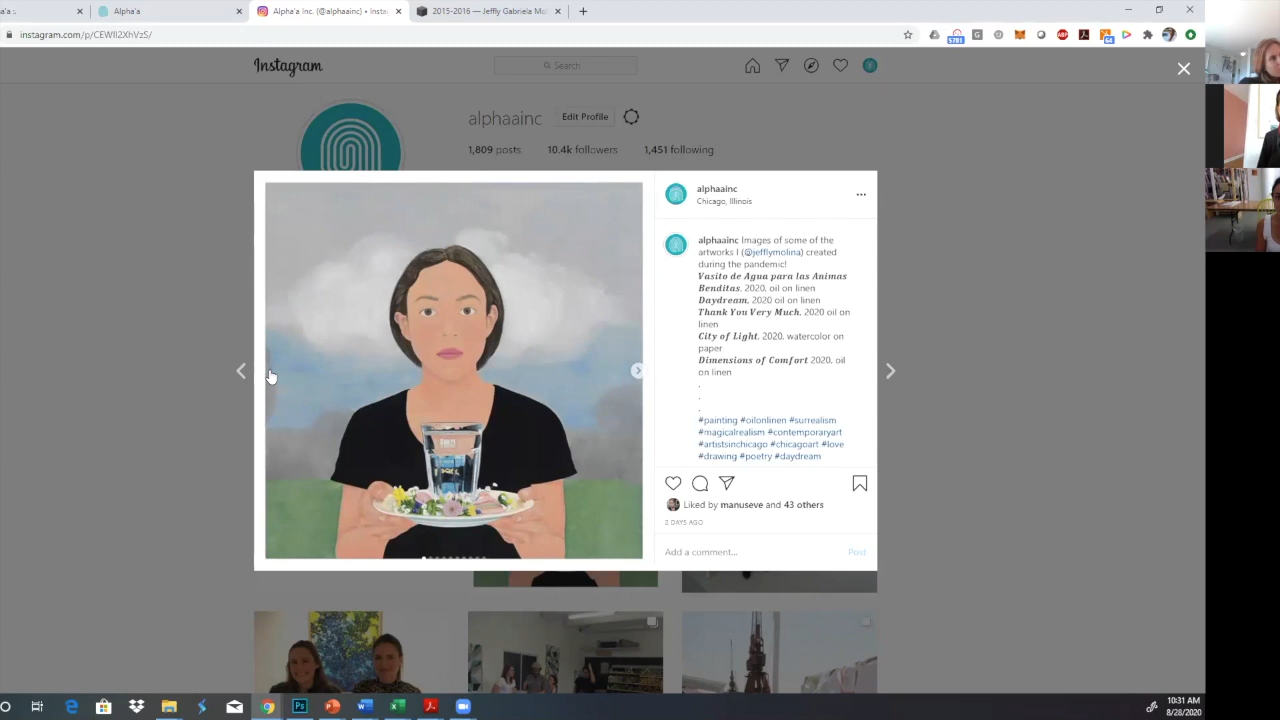 Alpha'a
Alpha'a Inc. (@alphaainc) • Insta
2015-2016 — Jeffly Gabriela Mo
instagram.com/p/CEWlI2XhVzS/
Instagram
Search
alphaainc
Edit Profile
1,809 posts
10.4k followers
1,451 following
alphaainc
Chicago, Illinois
alphaainc Images of some of the
artworks I (@jefflymolina) created
during the pandemic!
Vasito de Agua para las Animas
Benditas, 2020, oil on linen
Daydream, 2020 oil on linen
Thank You Very Much, 2020 oil on
linen
City of Light, 2020, watercolor on
paper
Dimensions of Comfort 2020, oil
on linen
.
.
.
#painting #oilonlinen #surrealism
#magicalrealism #contemporaryart
#artistsinchicago #chicagoart #love
#drawing #poetry #daydream
Liked by manuseve and 43 others
2 DAYS AGO
Add a comment...
Post
10:31 AM
8/28/2020